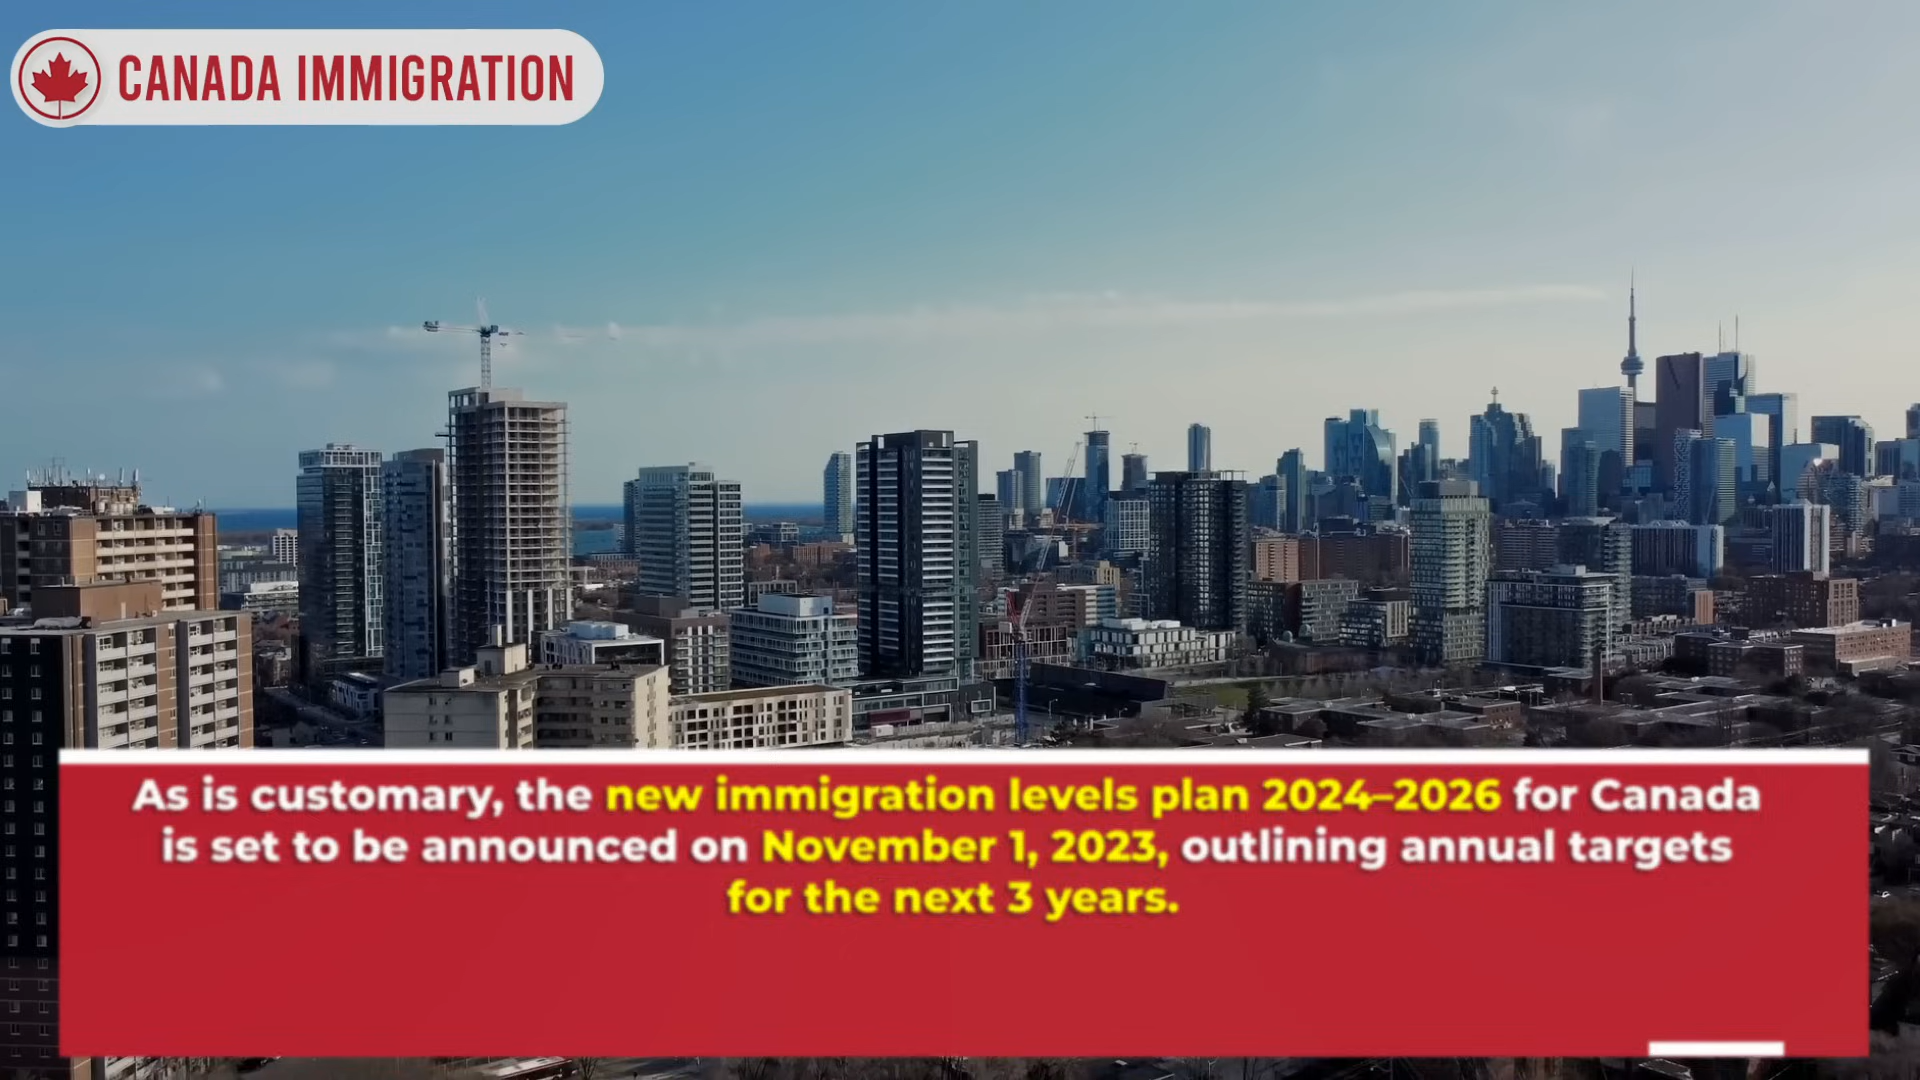 CANADA IMMIGRATION
As is customary, the new immigration levels plan 2024–2026 for Canada
is set to be announced on November 1, 2023, outlining annual targets
for the next 3 years.